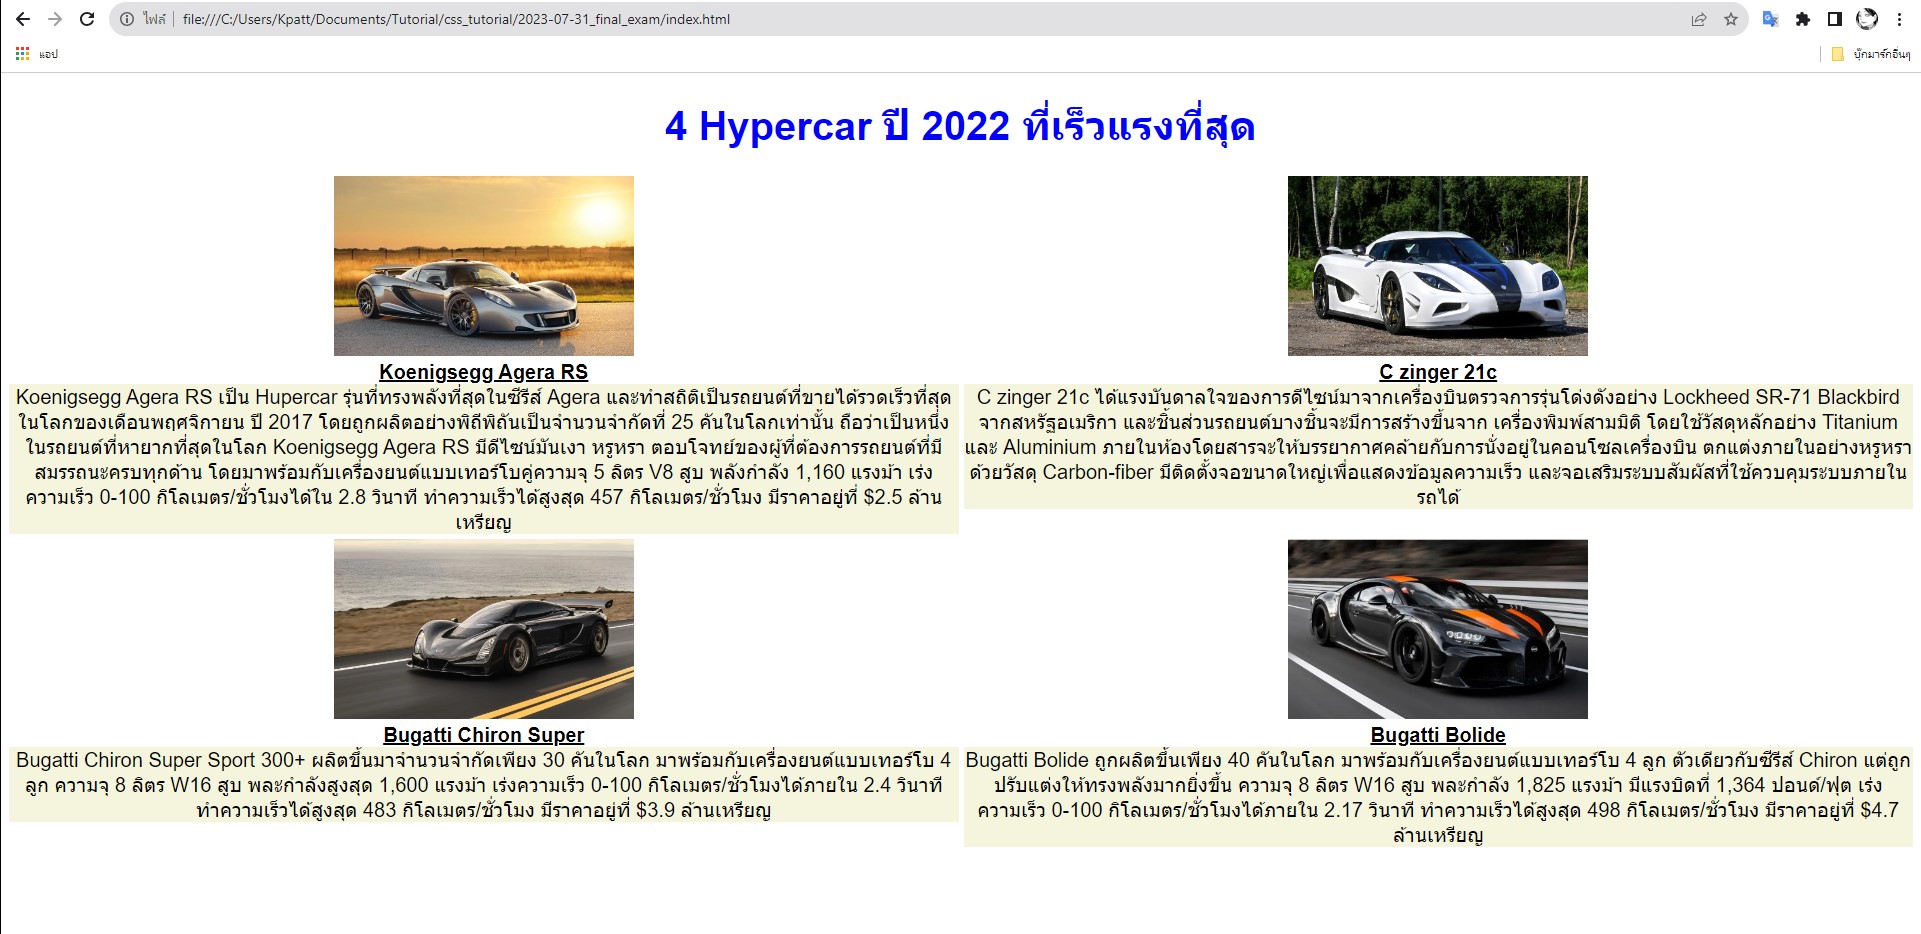 ไฟล์
file:///C:/Users/Kpatt/Documents/Tutorial/css_tutorial/2023-07-31_final_exam/index.html
แอป
บุ๊กมาร์กอื่นๆ
4 Hypercar ปี 2022 ที่เร็วแรงที่สุด
Koenigsegg Agera RS
Koenigsegg Agera RS เป็น Hupercar รุ่นที่ทรงพลังที่สุดในซีรีส์ Agera และทำสถิติเป็นรถยนต์ที่ขายได้รวดเร็วที่สุด
ในโลกของเดือนพฤศจิกายน ปี 2017 โดยถูกผลิตอย่างพิถีพิถันเป็นจำนวนจำกัดที่ 25 คันในโลกเท่านั้น ถือว่าเป็นหนึ่ง
ในรถยนต์ที่หายากที่สุดในโลก Koenigsegg Agera RS มีดีไซน์มันเงา หรูหรา ตอบโจทย์ของผู้ที่ต้องการรถยนต์ที่มี
สมรรถนะครบทุกด้าน โดยมาพร้อมกับเครื่องยนต์แบบเทอร์โบคู่ความจุ 5 ลิตร V8 สูบ พลังกำลัง 1,160 แรงม้า เร่ง
ความเร็ว 0-100 กิโลเมตร/ชั่วโมงได้ใน 2.8 วินาที ทำความเร็วได้สูงสุด 457 กิโลเมตร/ชั่วโมง มีราคาอยู่ที่ $2.5 ล้าน
เหรียญ
C zinger 21c
C zinger 21c ได้แรงบันดาลใจของการดีไซน์มาจากเครื่องบินตรวจการรุ่นโด่งดังอย่าง Lockheed SR-71 Blackbird
จากสหรัฐอเมริกา และชิ้นส่วนรถยนต์บางชิ้นจะมีการสร้างขึ้นจาก เครื่องพิมพ์สามมิติ โดยใช้วัสดุหลักอย่าง Titanium
และ Aluminium ภายในห้องโดยสารจะให้บรรยากาศคล้ายกับการนั่งอยู่ในคอนโซลเครื่องบิน ตกแต่งภายในอย่างหรูหรา
ด้วยวัสดุ Carbon-fiber มีติดตั้งจอขนาดใหญ่เพื่อแสดงข้อมูลความเร็ว และจอเสริมระบบสัมผัสที่ใช้ควบคุมระบบภายใน
รถได้
Bugatti Chiron Super
Bugatti Chiron Super Sport 300+ ผลิตขึ้นมาจำนวนจำกัดเพียง 30 คันในโลก มาพร้อมกับเครื่องยนต์แบบเทอร์โบ 4
ลูก ความจุ 8 ลิตร W16 สูบ พละกำลังสูงสุด 1,600 แรงม้า เร่งความเร็ว 0-100 กิโลเมตร/ชั่วโมงได้ภายใน 2.4 วินาที
ทำความเร็วได้สูงสุด 483 กิโลเมตร/ชั่วโมง มีราคาอยู่ที่ $3.9 ล้านเหรียญ
Bugatti Bolide
Bugatti Bolide ถูกผลิตขึ้นเพียง 40 คันในโลก มาพร้อมกับเครื่องยนต์แบบเทอร์โบ 4 ลูก ตัวเดียวกับซีรีส์ Chiron แต่ถูก
ปรับแต่งให้ทรงพลังมากยิ่งขึ้น ความจุ 8 ลิตร W16 สูบ พละกำลัง 1,825 แรงม้า มีแรงบิดที่ 1,364 ปอนด์/ฟุต เร่ง
ความเร็ว 0-100 กิโลเมตร/ชั่วโมงได้ภายใน 2.17 วินาที ทำความเร็วได้สูงสุด 498 กิโลเมตร/ชั่วโมง มีราคาอยู่ที่ $4.7
ล้านเหรียญ